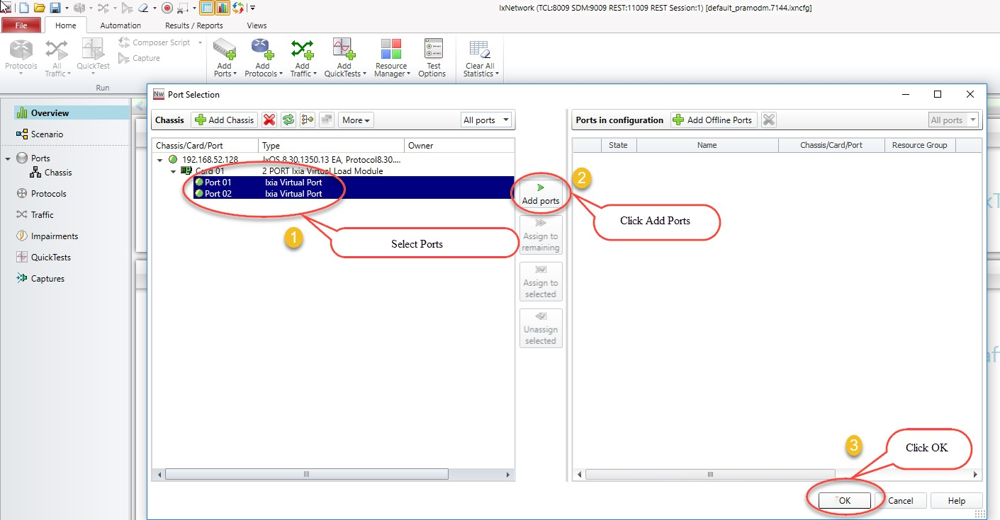 IxNetwork (TCL:8009 SDM:9009 REST:11009 REST Session:1) [default_pramodm.7144.ixncfg]
File Home Automation Results / Reports Views
Composer Script
Capture
Protocols
All Traffic
QuickTest
Add Ports
Add Protocols
Add Traffic
Add QuickTests
Resource Manager
Test Options
Clear All Statistics
Run
Overview
Scenario
Ports
Chassis
Protocols
Traffic
Impairments
QuickTests
Captures
Nw Port Selection
Chassis Add Chassis More All ports
Chassis/Card/Port Type Owner
192.168.52.128 IxOS 8.30.1350.13 EA, Protocol8.30....
Card 01 2 PORT Ixia Virtual Load Module
Port 01 Ixia Virtual Port
Port 02 Ixia Virtual Port
1
Select Ports
Add ports
Assign to
remaining
Assign to
selected
Unassign
selected
2
Click Add Ports
Ports in configuration Add Offline Ports All ports
State Name Chassis/Card/Port Resource Group
3
Click OK
OK Cancel Help